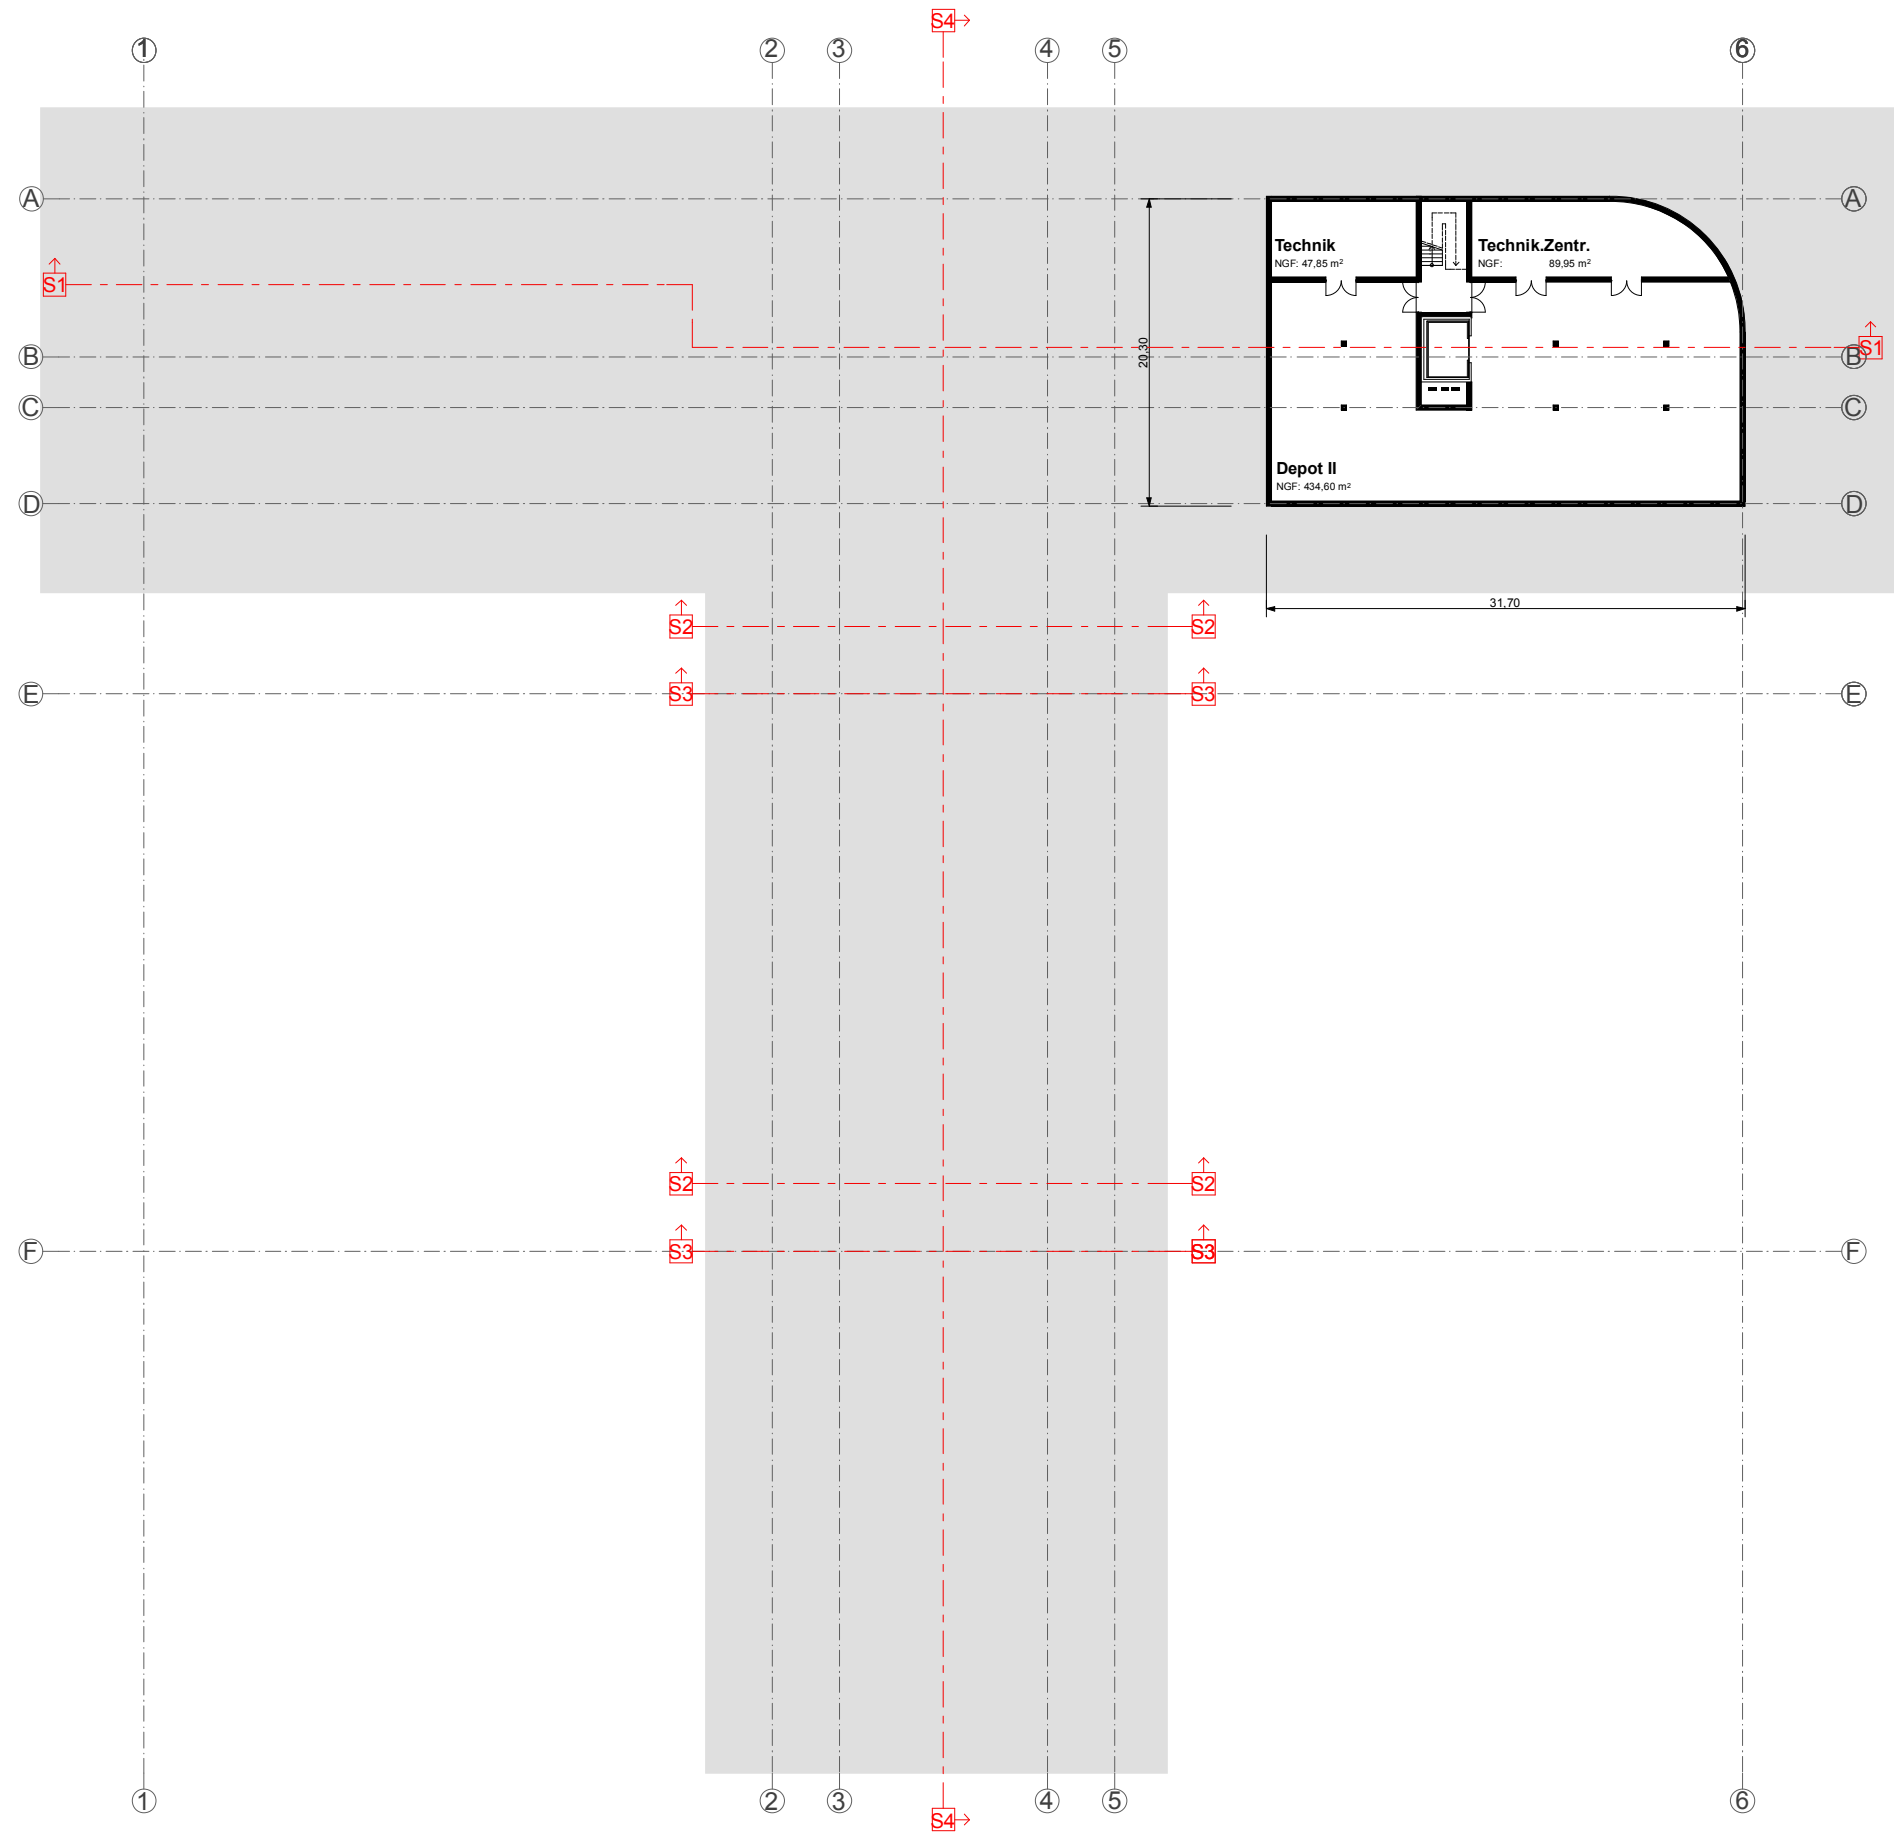 S4
1
2
3
4
5
6
A
A
Technik
NGF: 47,85 m²
Technik.Zentr.
NGF: 89,95 m²
S1
20,30
S1
B
B
C
C
Depot II
NGF: 434,60 m²
D
D
31,70
S2
S2
E
S3
S3
E
S2
S2
F
S3
S3
F
1
2
3
4
5
6
S4